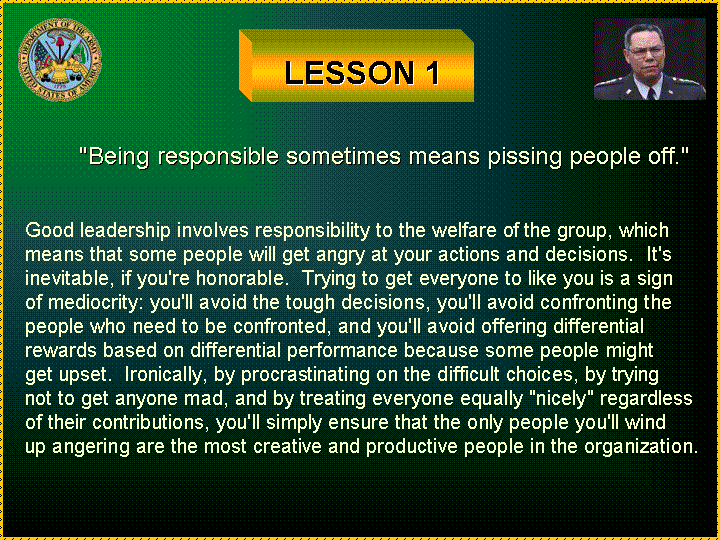 DEPARTMENT OF THE ARMY
UNITED STATES OF AMERICA
1775
LESSON 1
"Being responsible sometimes means pissing people off."
Good leadership involves responsibility to the welfare of the group, which
means that some people will get angry at your actions and decisions.  It's
inevitable, if you're honorable.  Trying to get everyone to like you is a sign
of mediocrity: you'll avoid the tough decisions, you'll avoid confronting the
people who need to be confronted, and you'll avoid offering differential
rewards based on differential performance because some people might
get upset.  Ironically, by procrastinating on the difficult choices, by trying
not to get anyone mad, and by treating everyone equally "nicely" regardless
of their contributions, you'll simply ensure that the only people you'll wind
up angering are the most creative and productive people in the organization.